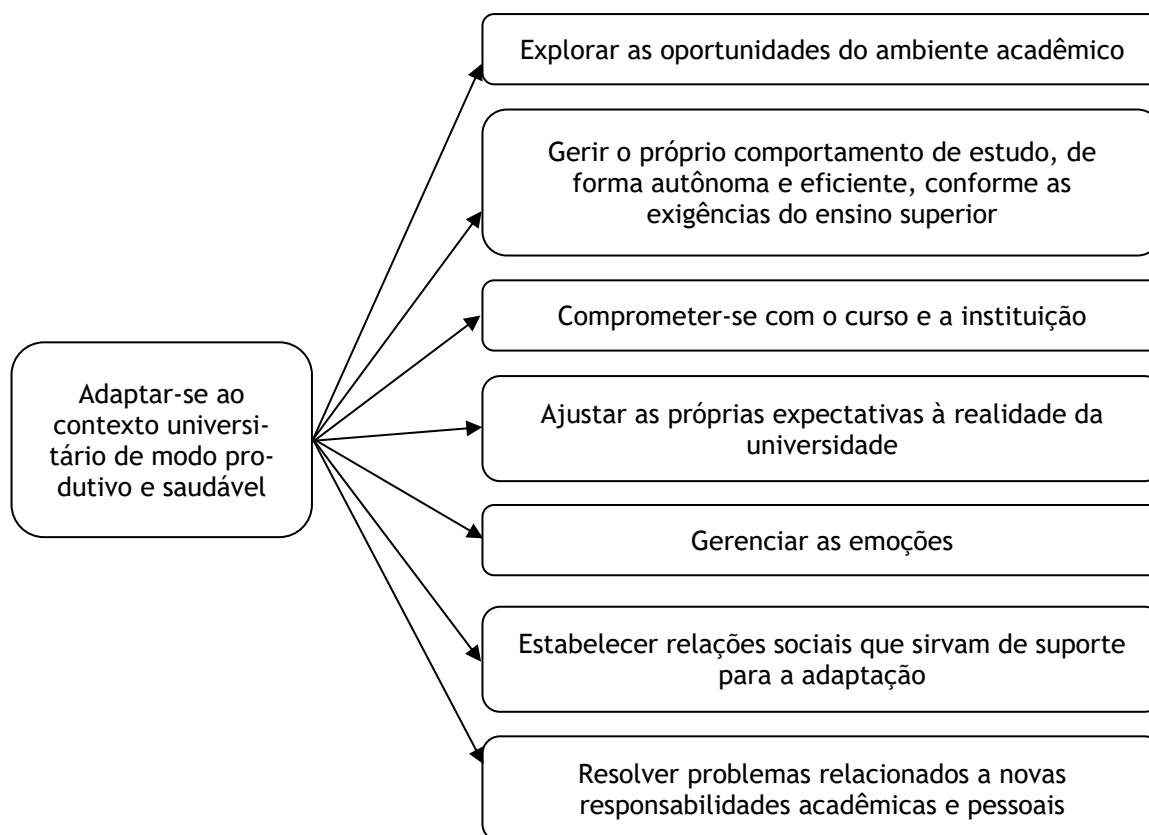 Adaptar-se ao
contexto universi-
tário de modo pro-
dutivo e saudável
Explorar as oportunidades do ambiente acadêmico
Gerir o próprio comportamento de estudo, de
forma autônoma e eficiente, conforme as
exigências do ensino superior
Comprometer-se com o curso e a instituição
Ajustar as próprias expectativas à realidade da
universidade
Gerenciar as emoções
Estabelecer relações sociais que sirvam de suporte
para a adaptação
Resolver problemas relacionados a novas
responsabilidades acadêmicas e pessoais